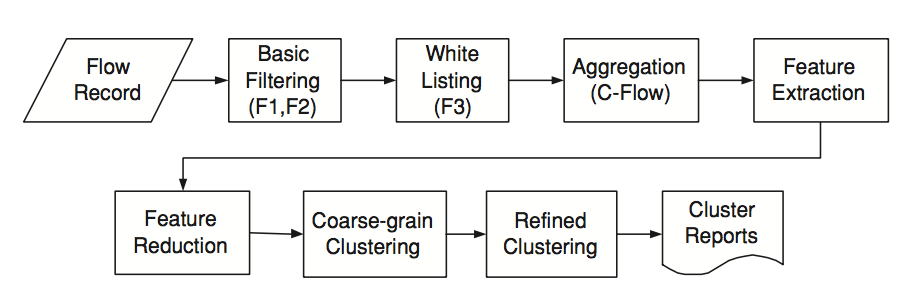 Flow
Record
Basic
Filtering
(F1,F2)
White
Listing
(F3)
Aggregation
(C-Flow)
Feature
Extraction
Feature
Reduction
Coarse-grain
Clustering
Refined
Clustering
Cluster
Reports